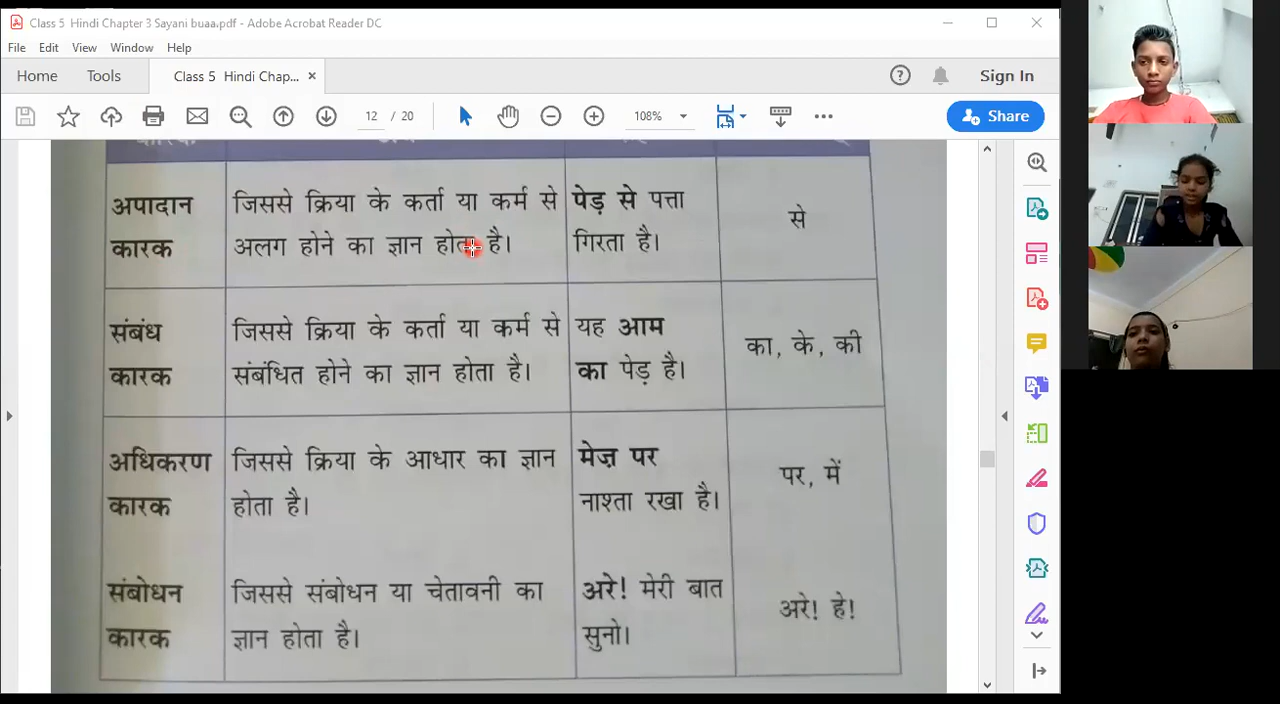 Class 5 Hindi Chapter 3 Sayani buaa.pdf - Adobe Acrobat Reader DC
File Edit View Window Help
Home Tools Class 5 Hindi Chap... × Sign In
12 / 20 108% Share
अपादान कारक
जिससे क्रिया के कर्ता या कर्म से
अलग होने का ज्ञान होता है।
पेड़ से पत्ता
गिरता है।
से
संबंध
कारक
जिससे क्रिया के कर्ता या कर्म से
संबंधित होने का ज्ञान होता है।
यह आम
का पेड़ है।
का, के, की
अधिकरण
कारक
जिससे क्रिया के आधार का ज्ञान
होता है।
मेज़ पर
नाश्ता रखा है।
पर, में
संबोधन
कारक
जिससे संबोधन या चेतावनी का
ज्ञान होता है।
अरे! मेरी बात
सुनो।
अरे! हे!